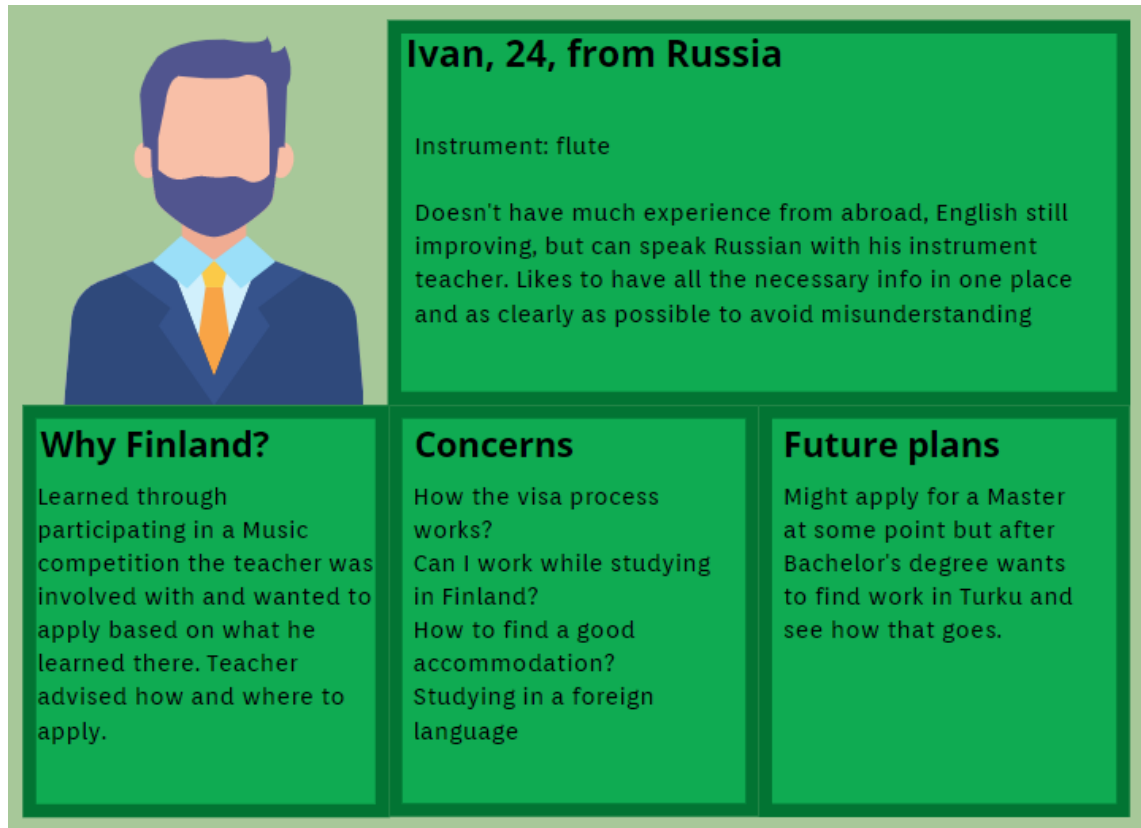 Ivan, 24, from Russia
Instrument: flute
Doesn't have much experience from abroad, English still
improving, but can speak Russian with his instrument
teacher. Likes to have all the necessary info in one place
and as clearly as possible to avoid misunderstanding
Why Finland?
Learned through
participating in a Music
competition the teacher was
involved with and wanted to
apply based on what he
learned there. Teacher
advised how and where to
apply.
Concerns
How the visa process
works?
Can I work while studying
in Finland?
How to find a good
accommodation?
Studying in a foreign
language
Future plans
Might apply for a Master
at some point but after
Bachelor's degree wants
to find work in Turku and
see how that goes.